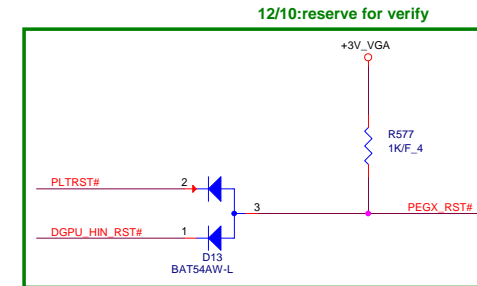 12/10:reserve for verify
+3V_VGA
R577
1K/F_4
PLTRST#
2
3
PEGX_RST#
DGPU_HIN_RST#
1
D13
BAT54AW-L